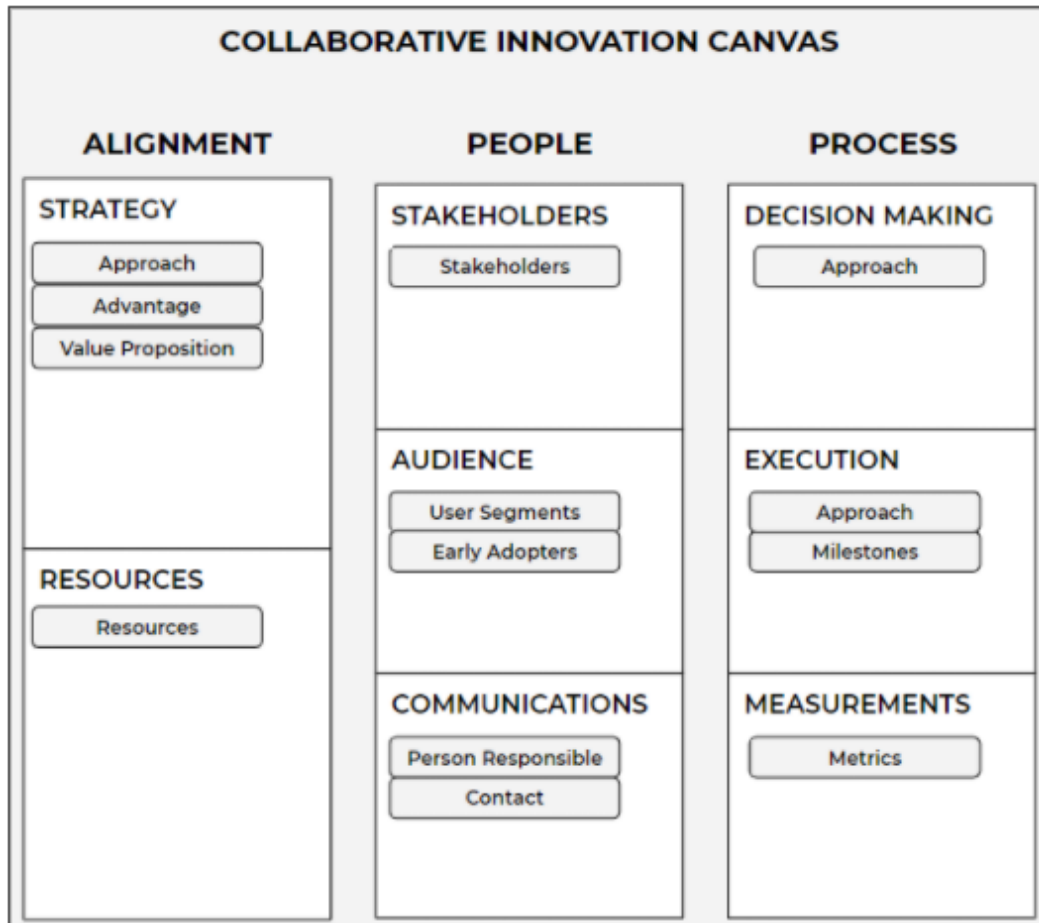 COLLABORATIVE INNOVATION CANVAS
ALIGNMENT
STRATEGY
Approach
Advantage
Value Proposition
RESOURCES
Resources
PEOPLE
STAKEHOLDERS
Stakeholders
AUDIENCE
User Segments
Early Adopters
COMMUNICATIONS
Person Responsible
Contact
PROCESS
DECISION MAKING
Approach
EXECUTION
Approach
Milestones
MEASUREMENTS
Metrics